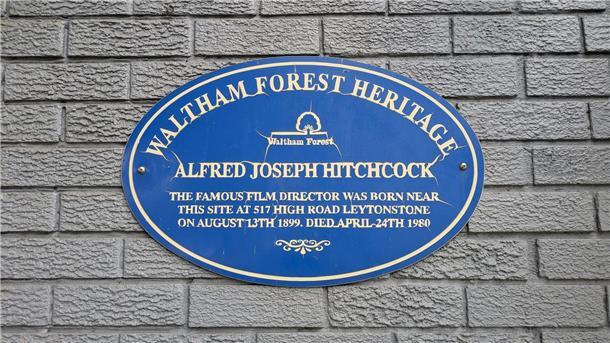 WALTHAM FOREST HERITAGE
Waltham Forest
ALFRED JOSEPH HITCHCOCK
THE FAMOUS FILM DIRECTOR WAS BORN NEAR
THIS SITE AT 517 HIGH ROAD LEYTONSTONE
ON AUGUST 13TH 1899. DIED APRIL 24TH 1980